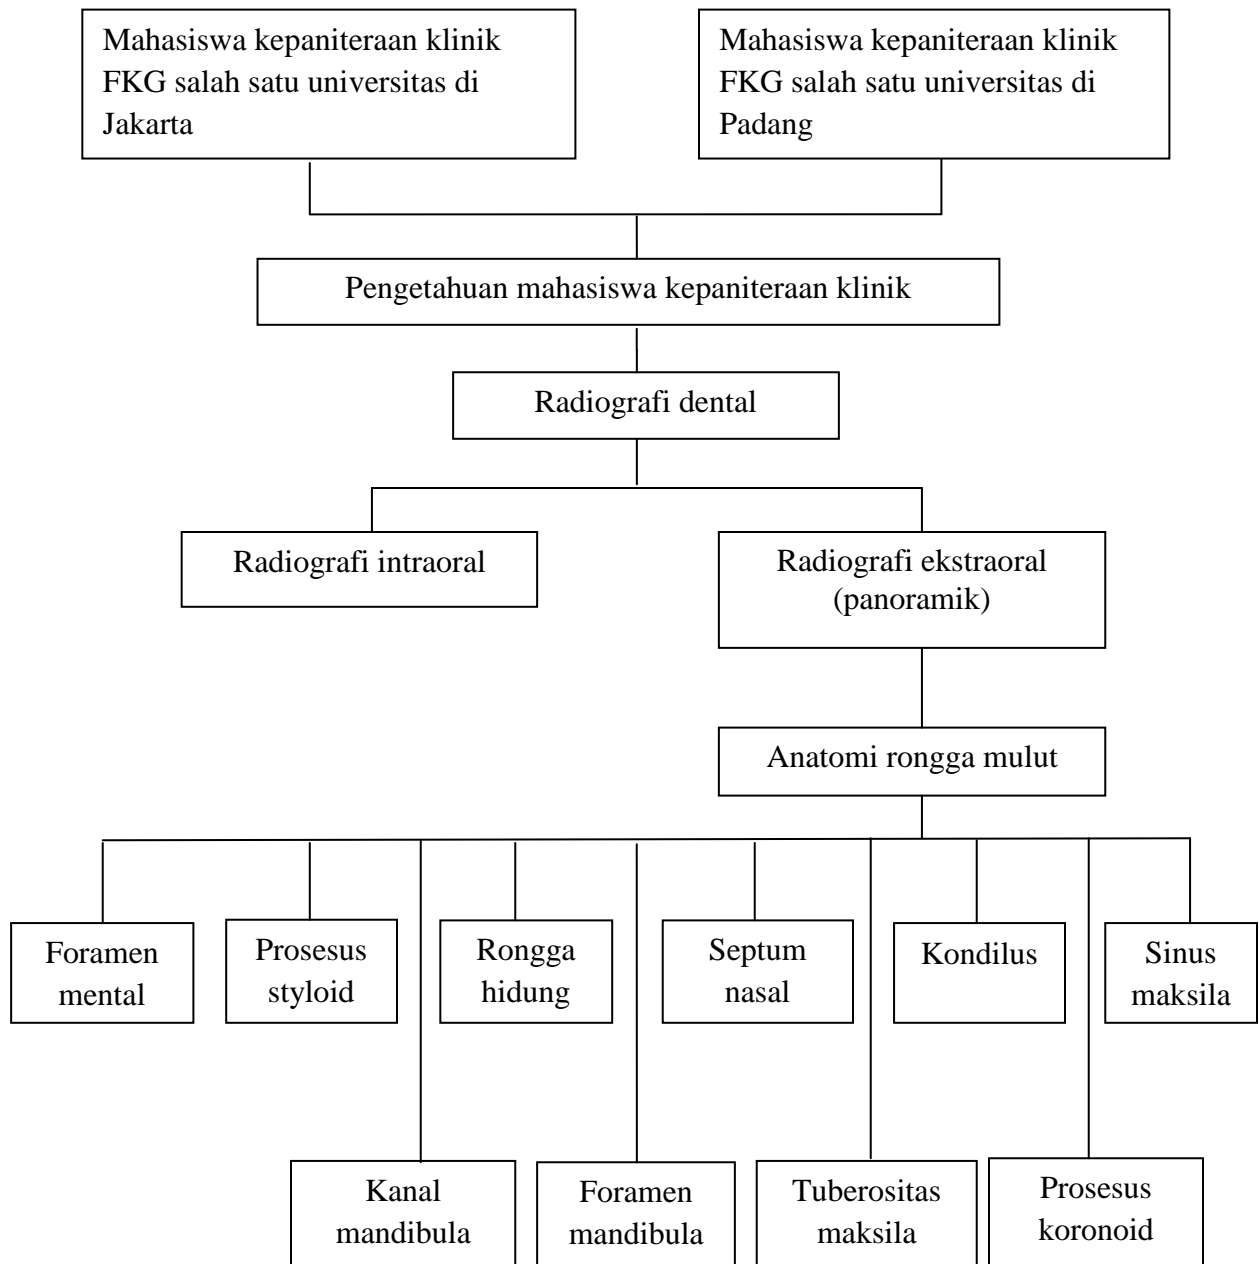 Mahasiswa kepaniteraan klinik
FKG salah satu universitas di
Jakarta
Mahasiswa kepaniteraan klinik
FKG salah satu universitas di
Padang
Pengetahuan mahasiswa kepaniteraan klinik
Radiografi dental
Radiografi intraoral
Radiografi ekstraoral
(panoramik)
Anatomi rongga mulut
Foramen
mental
Prosesus
styloid
Rongga
hidung
Septum
nasal
Kondilus
Sinus
maksila
Kanal
mandibula
Foramen
mandibula
Tuberositas
maksila
Prosesus
koronoid